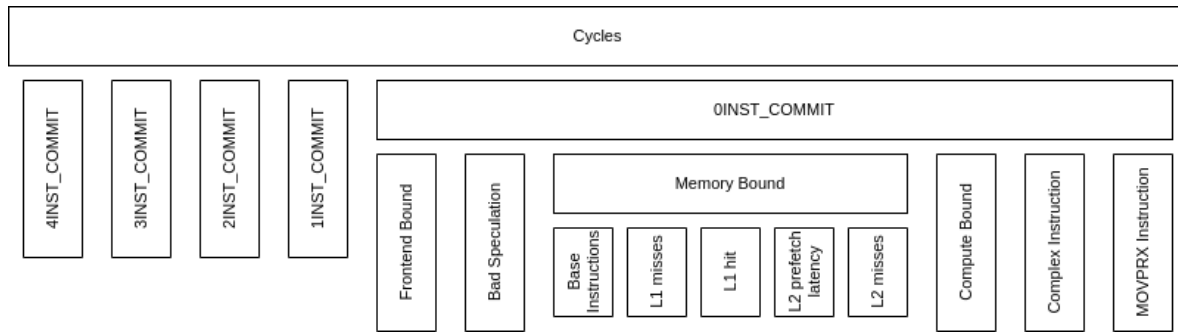 Cycles
4INST_COMMIT
3INST_COMMIT
2INST_COMMIT
1INST_COMMIT
0INST_COMMIT
Frontend Bound
Bad Speculation
Memory Bound
Base
Instructions
L1 misses
L1 hit
L2 prefetch
latency
L2 misses
Compute Bound
Complex Instruction
MOVPRX Instruction